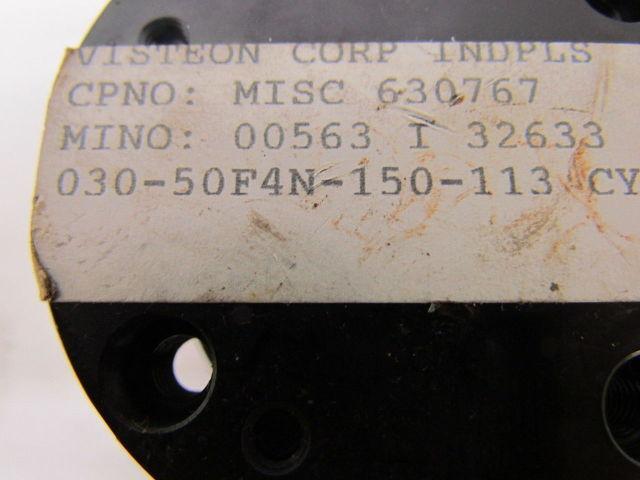 VISTEON CORP INDPLS
CPNO: MISC 630767
MINO: 00563 I 32633
030-50F4N-150-113 CY